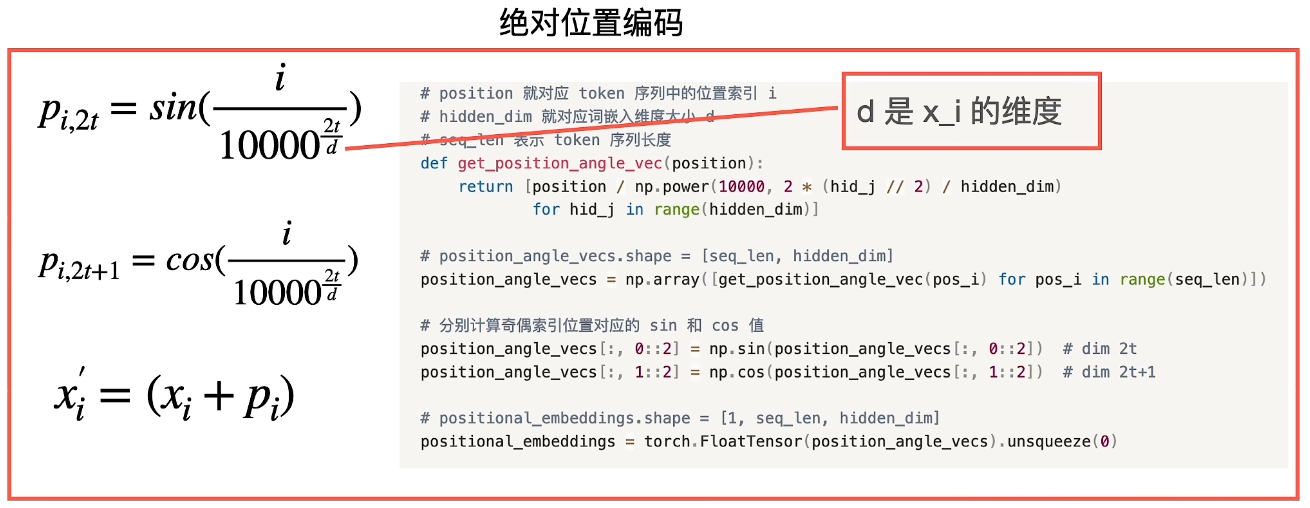 绝对位置编码
p_{i,2t} = sin(\frac{i}{10000^{\frac{2t}{d}}})
p_{i,2t+1} = cos(\frac{i}{10000^{\frac{2t}{d}}})
x_i^' = (x_i + p_i)
# position 就对应 token 序列中的位置索引 i
# hidden_dim 就对应词嵌入维度大小 d
# seq_len 表示 token 序列长度
def get_position_angle_vec(position):
    return [position / np.power(10000, 2 * (hid_j // 2) / hidden_dim)
            for hid_j in range(hidden_dim)]
# position_angle_vecs.shape = [seq_len, hidden_dim]
position_angle_vecs = np.array([get_position_angle_vec(pos_i) for pos_i in range(seq_len)])
# 分别计算奇偶索引位置对应的 sin 和 cos 值
position_angle_vecs[:, 0::2] = np.sin(position_angle_vecs[:, 0::2])  # dim 2t
position_angle_vecs[:, 1::2] = np.cos(position_angle_vecs[:, 1::2])  # dim 2t+1
# positional_embeddings.shape = [1, seq_len, hidden_dim]
positional_embeddings = torch.FloatTensor(position_angle_vecs).unsqueeze(0)
d 是 x_i 的维度